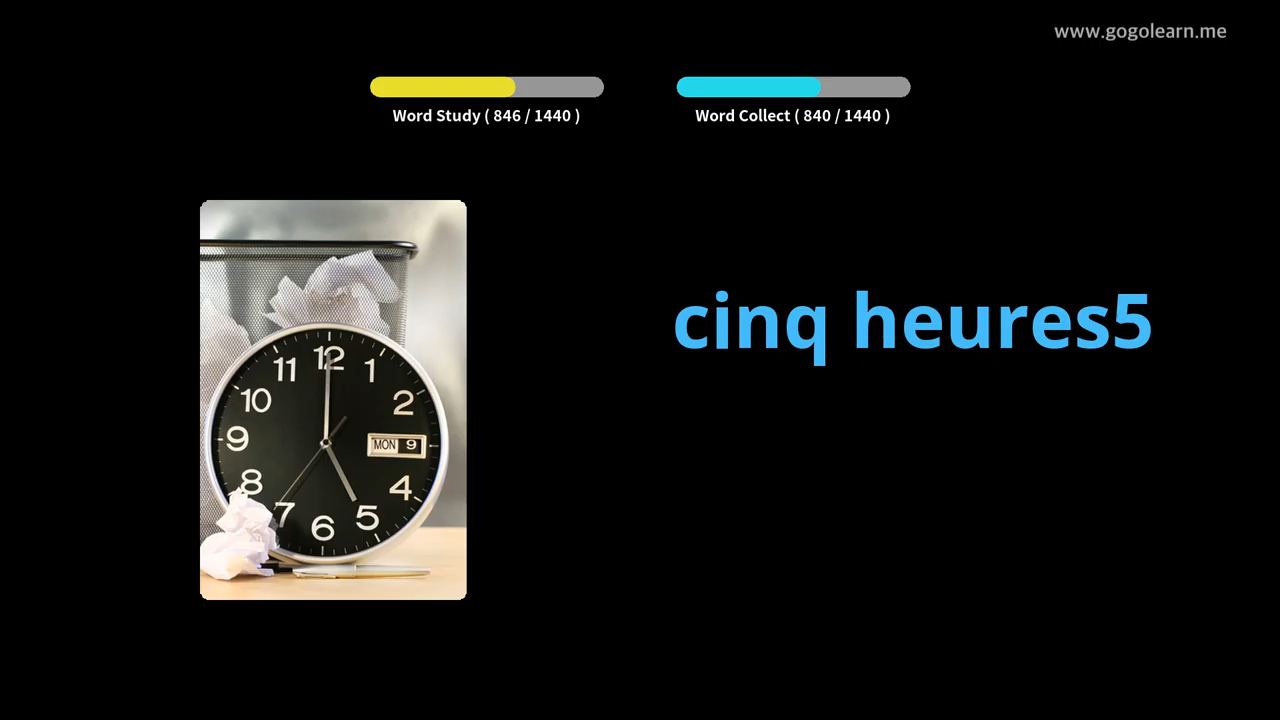 www.gogolearn.me
Word Study ( 846 / 1440 )
Word Collect ( 840 / 1440 )
cinq heures5
12
11
1
10
2
9
MON 9
8
4
7
5
6